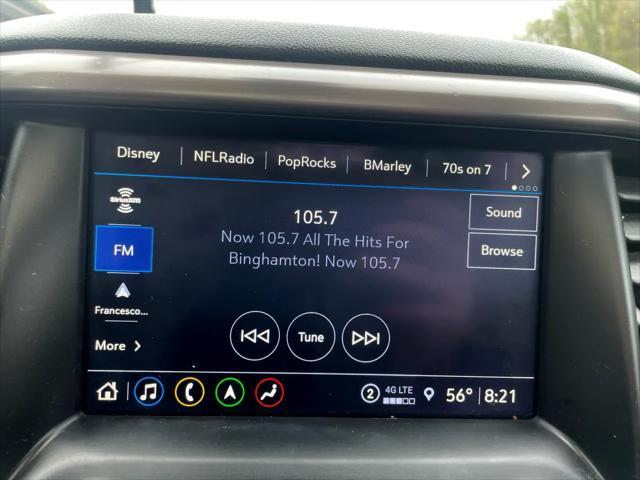 Disney NFLRadio PopRocks BMarley 70s on 7
SiriusXM
FM
Francesco...
More
105.7
Now 105.7 All The Hits For
Binghamton! Now 105.7
Sound
Browse
Tune
2 4G LTE 56° 8:21